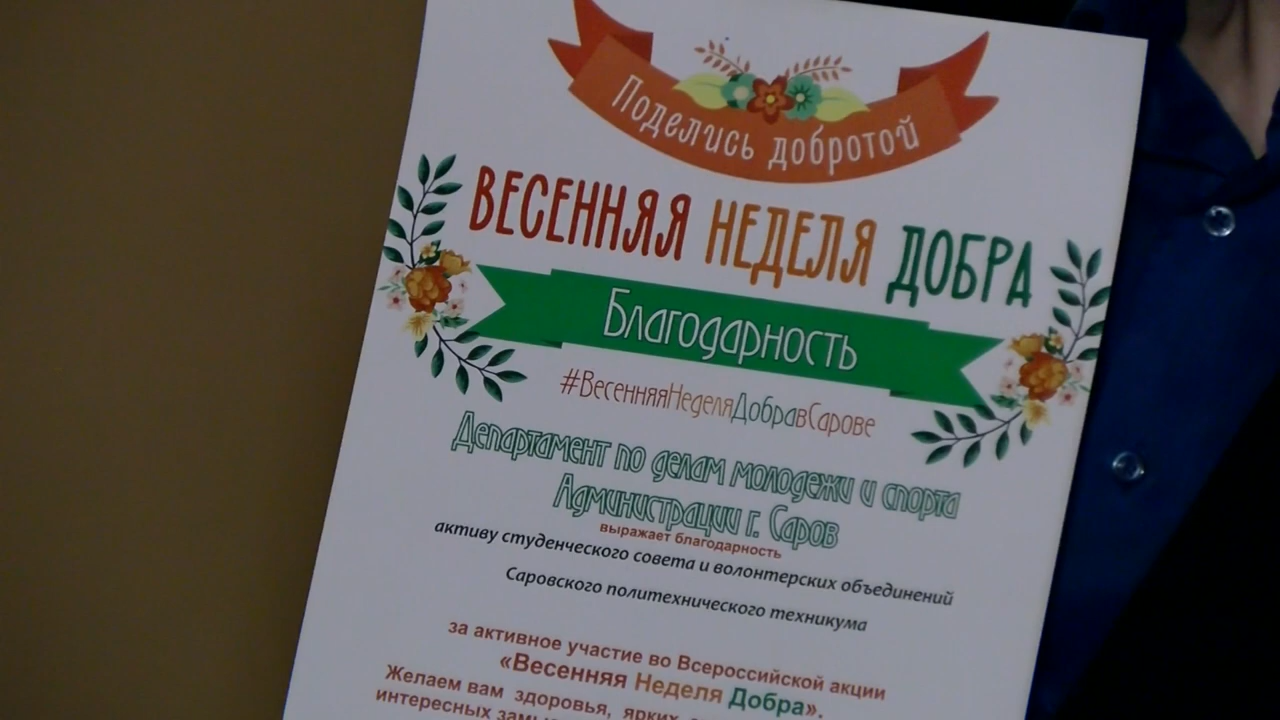 Поделись добротой
ВЕСЕННЯЯ НЕДЕЛЯ ДОБРА
Благодарность
#ВесенняяНеделяДобравСарове
Департамент по делам молодежи и спорта
Администрации г. Саров
выражает благодарность
активу студенческого совета и волонтерских объединений
Саровского политехнического техникума
за активное участие во Всероссийской акции
«Весенняя Неделя Добра».
Желаем вам здоровья, ярких
интересных